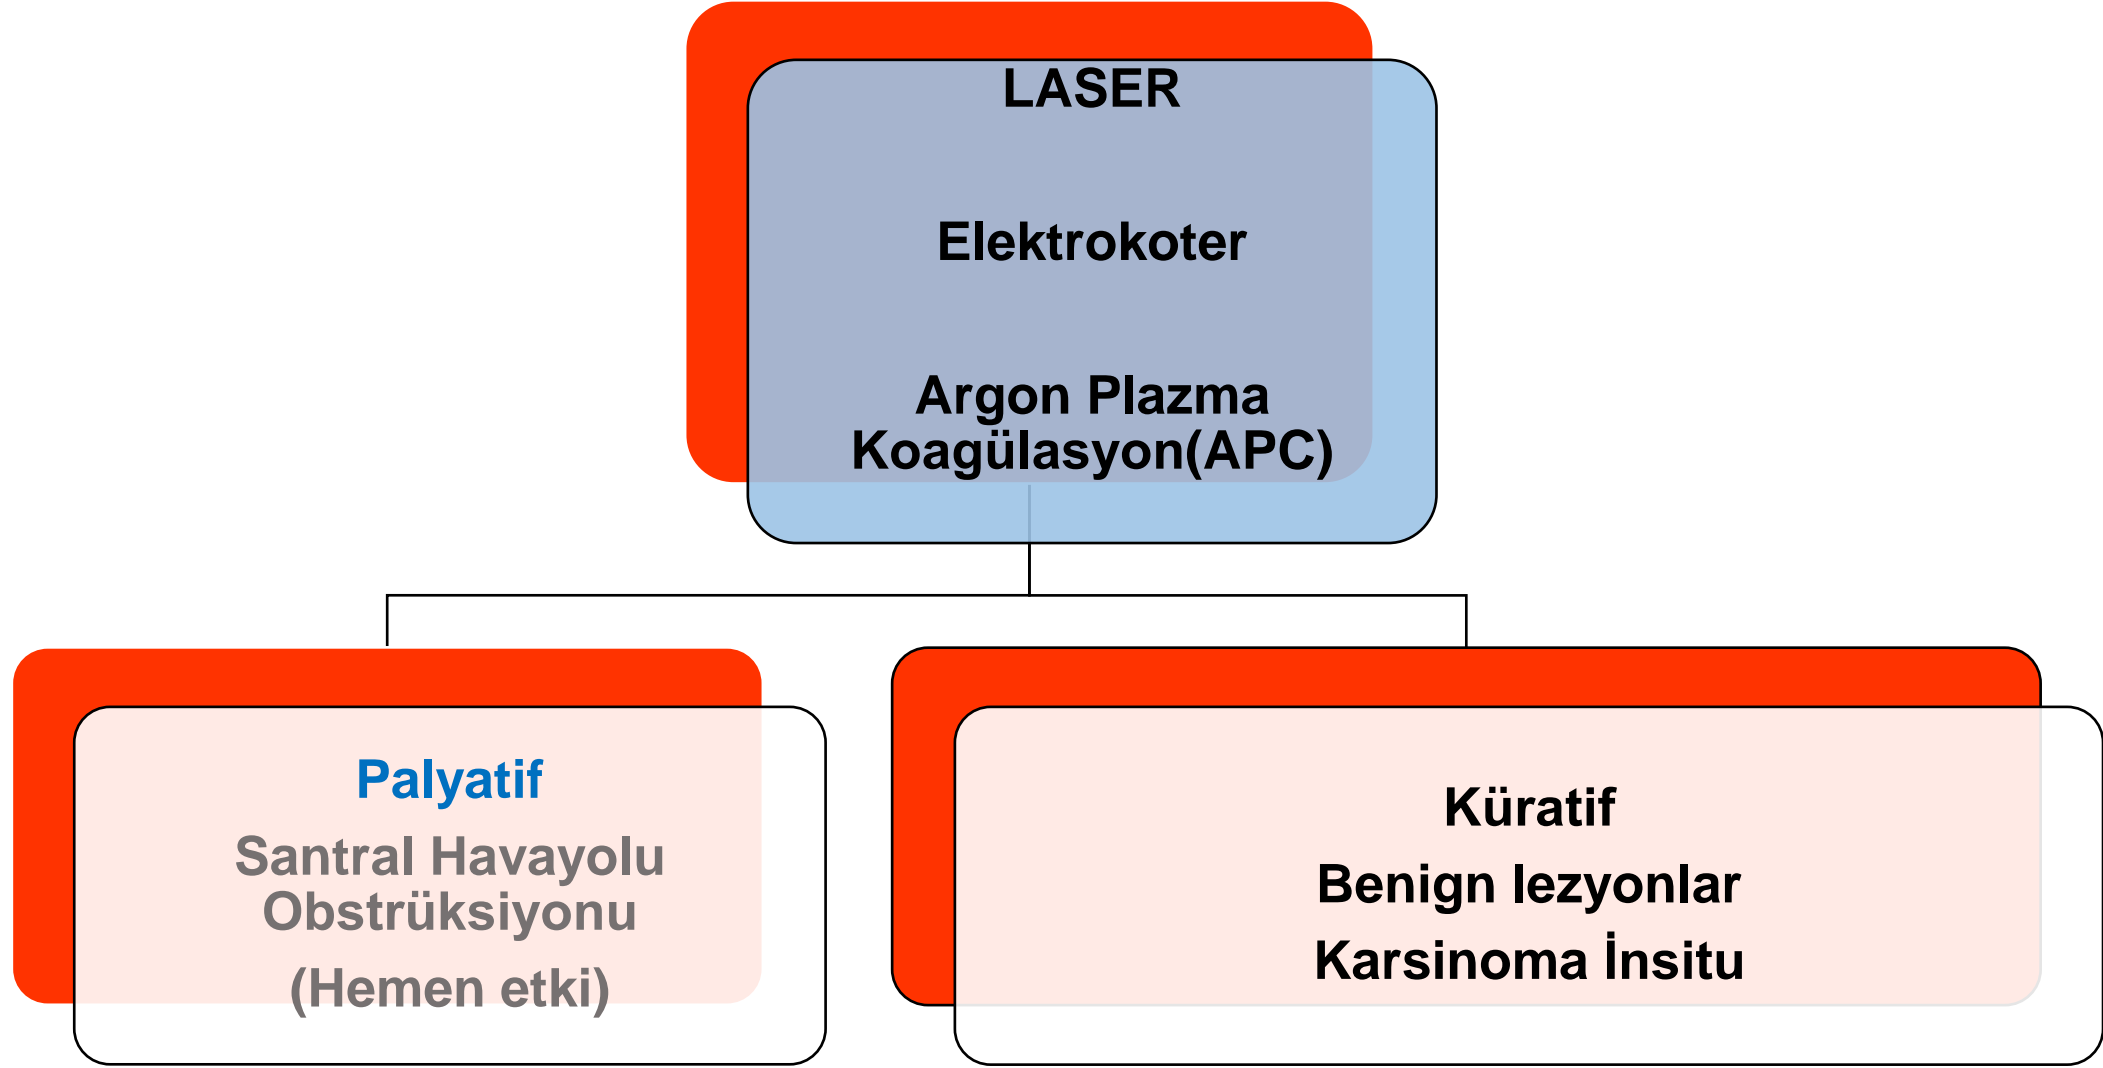 LASER
Elektrokoter
Argon Plazma
Koagülasyon(APC)
Palyatif
Santral Havayolu
Obstrüksiyonu
(Hemen etki)
Küratif
Benign lezyonlar
Karsinoma İnsitu